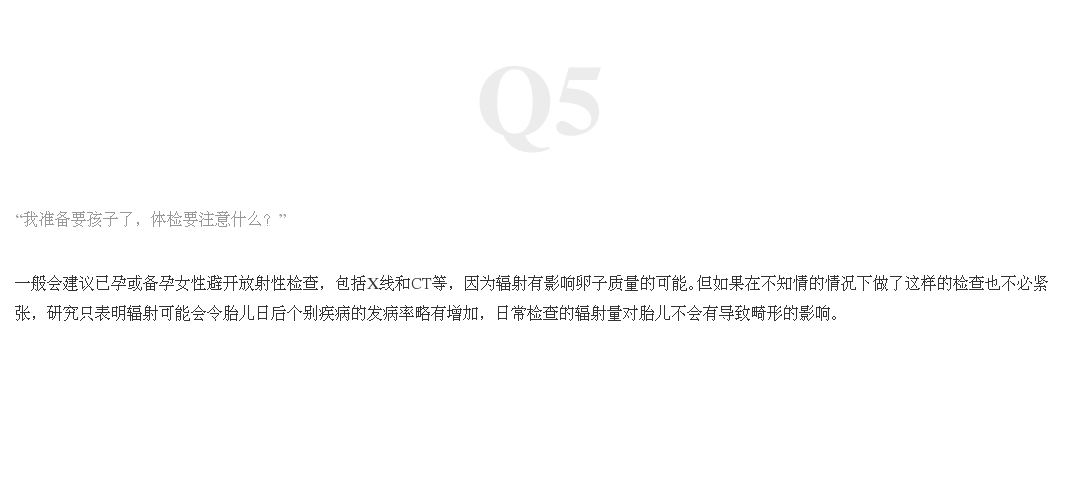 Q5
“我准备要孩子了，体检要注意什么？”
一般会建议已孕或备孕女性避开放射性检查，包括X线和CT等，因为辐射有影响卵子质量的可能。但如果在不知情的情况下做了这样的检查也不必紧
张，研究只表明辐射可能会令胎儿日后个别疾病的发病率略有增加，日常检查的辐射量对胎儿不会有导致畸形的影响。